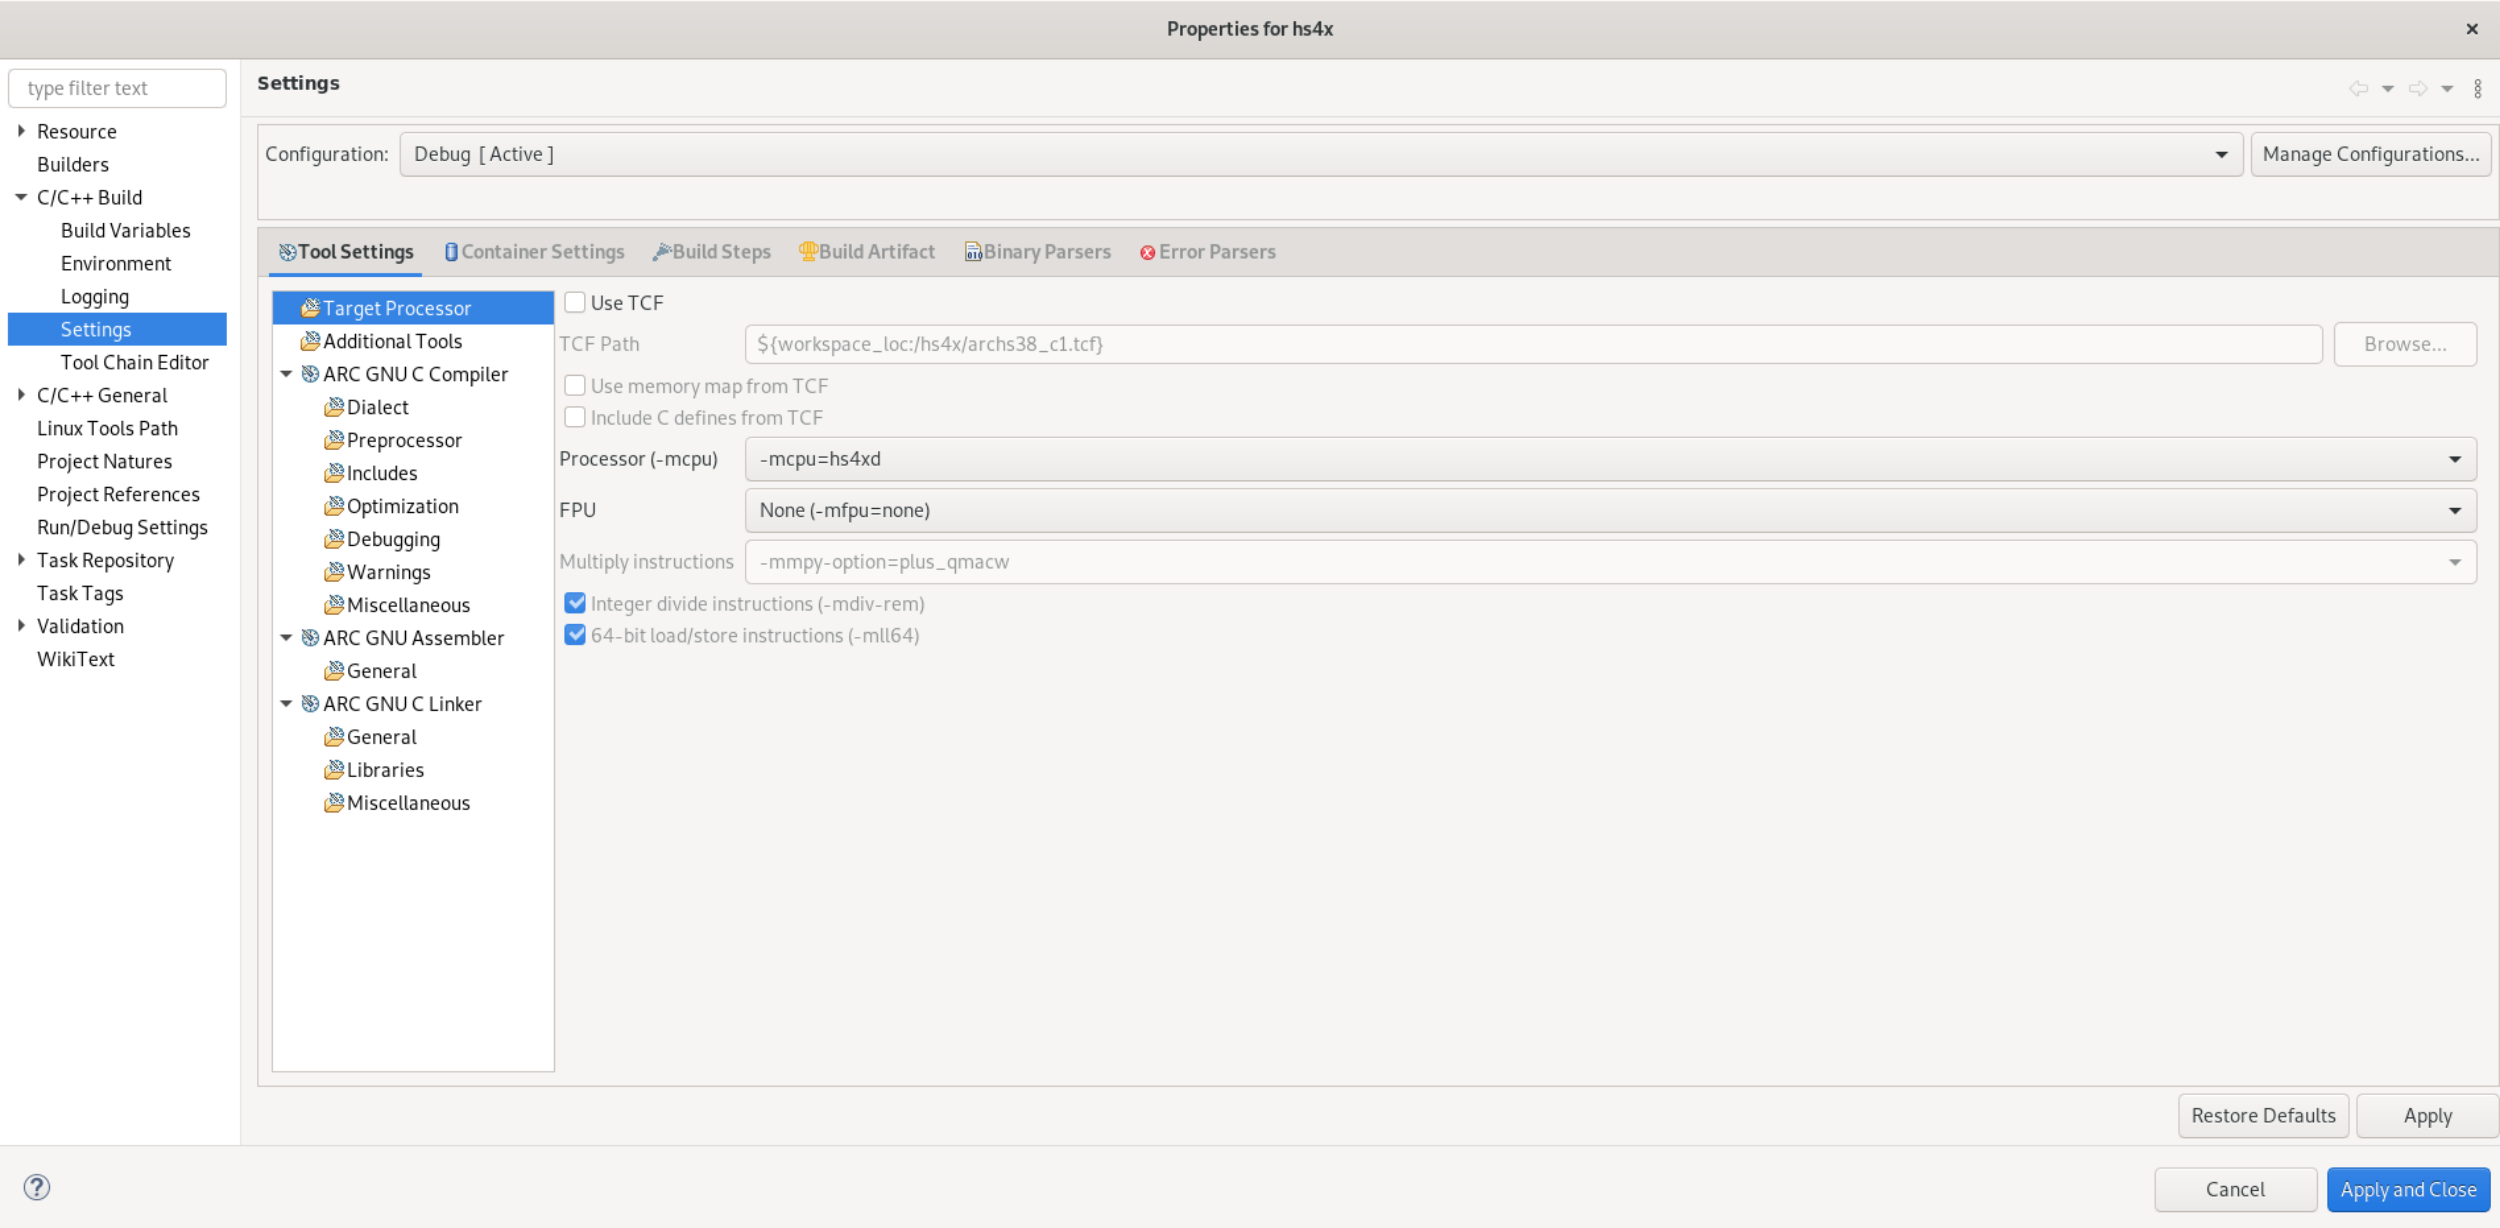 Properties for hs4x
type filter text
Resource
Builders
C/C++ Build
Build Variables
Environment
Logging
Settings
Tool Chain Editor
C/C++ General
Linux Tools Path
Project Natures
Project References
Run/Debug Settings
Task Repository
Task Tags
Validation
WikiText
Settings
Configuration:
Debug [ Active ]
Manage Configurations...
Tool Settings
Container Settings
Build Steps
Build Artifact
Binary Parsers
Error Parsers
Target Processor
Additional Tools
ARC GNU C Compiler
Dialect
Preprocessor
Includes
Optimization
Debugging
Warnings
Miscellaneous
ARC GNU Assembler
General
ARC GNU C Linker
General
Libraries
Miscellaneous
Use TCF
TCF Path
${workspace_loc:/hs4x/archs38_c1.tcf}
Browse...
Use memory map from TCF
Include C defines from TCF
Processor (-mcpu)
-mcpu=hs4xd
FPU
None (-mfpu=none)
Multiply instructions
-mmpy-option=plus_qmacw
Integer divide instructions (-mdiv-rem)
64-bit load/store instructions (-mll64)
Restore Defaults
Apply
?
Cancel
Apply and Close